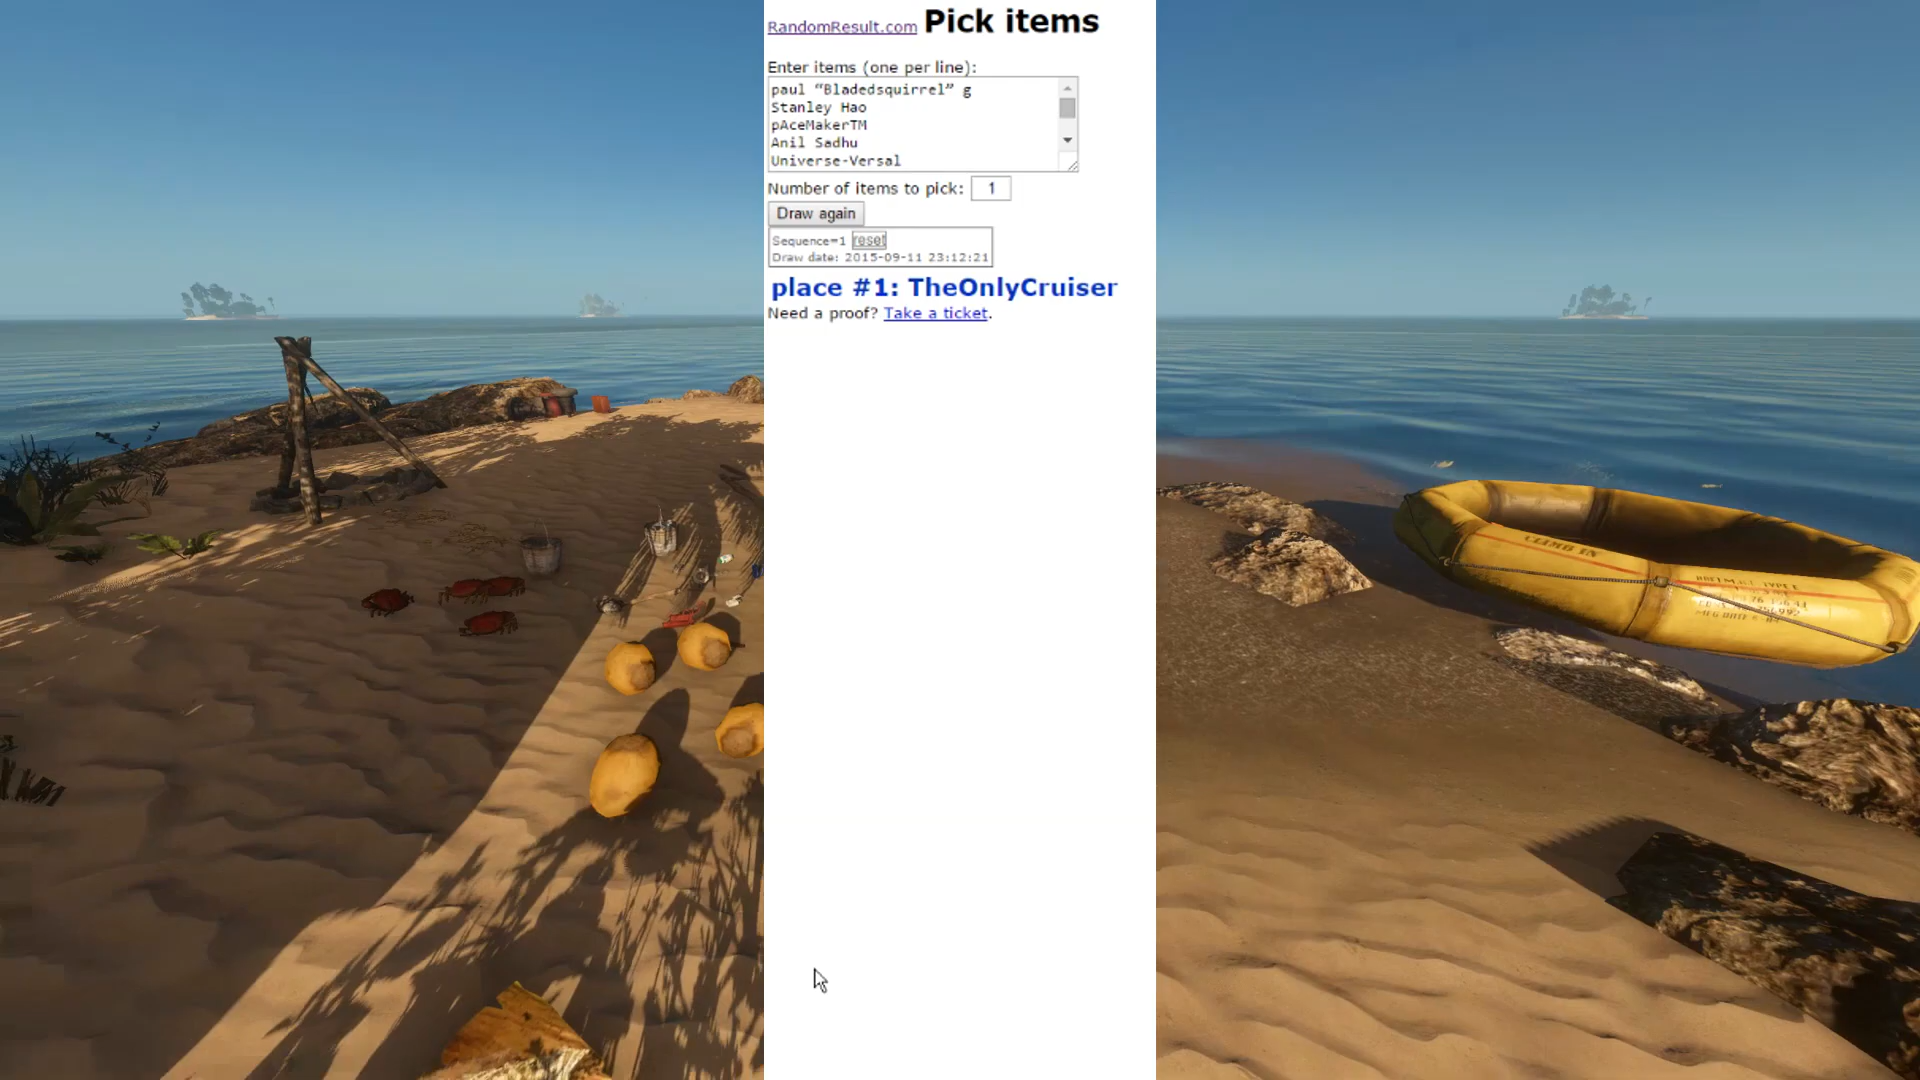 RandomResult.com Pick items
Enter items (one per line):
paul “Bladedsquirrel” g
Stanley Hao
pAceMakerTM
Anil Sadhu
Universe-Versal
Number of items to pick: 1
Draw again
Sequence=1 reset
Draw date: 2015-09-11 23:12:21
place #1: TheOnlyCruiser
Need a proof? Take a ticket.
CLIMB IN